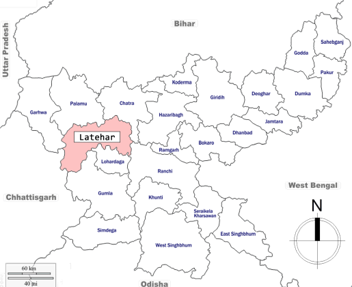 Bihar
Uttar Pradesh
Sahebganj
Godda
Pakur
Koderma
Garhwa
Palamu
Chatra
Giridih
Deoghar
Dumka
Hazaribagh
Jamtara
Latehar
Dhanbad
Bokaro
Ramgarh
Lohardaga
Ranchi
West Bengal
Chhattisgarh
Gumla
Khunti
N
Seraikela
Kharsawan
Simdega
East Singhbhum
West Singhbhum
60 km
40 mi
Odisha